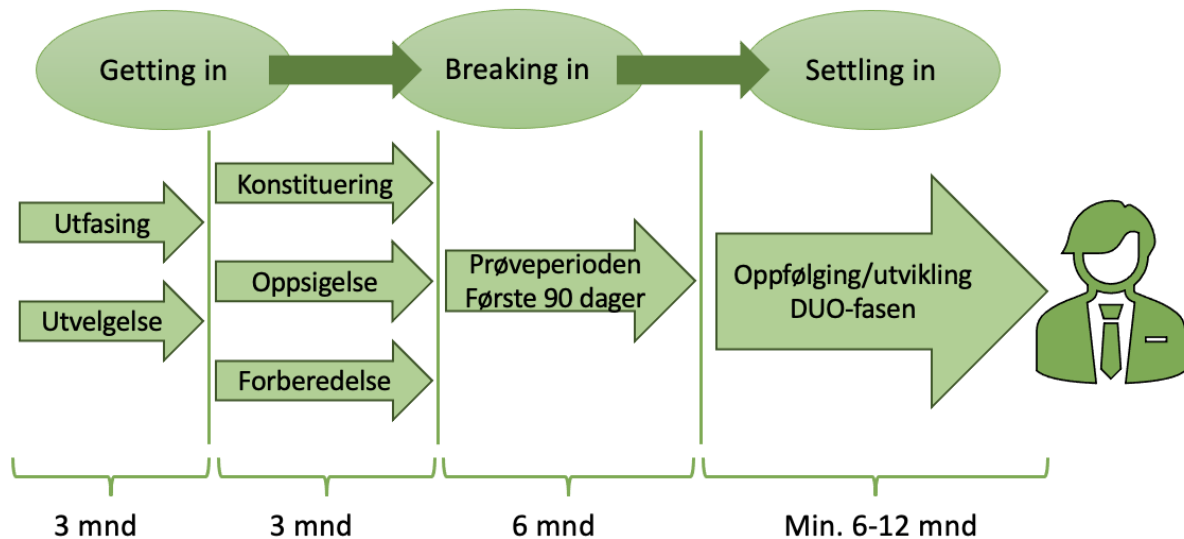 Getting in
Breaking in
Settling in
Utfasing
Utvelgelse
Konstituering
Oppsigelse
Forberedelse
Prøveperioden
Første 90 dager
Oppfølging/utvikling
DUO-fasen
3 mnd
3 mnd
6 mnd
Min. 6-12 mnd